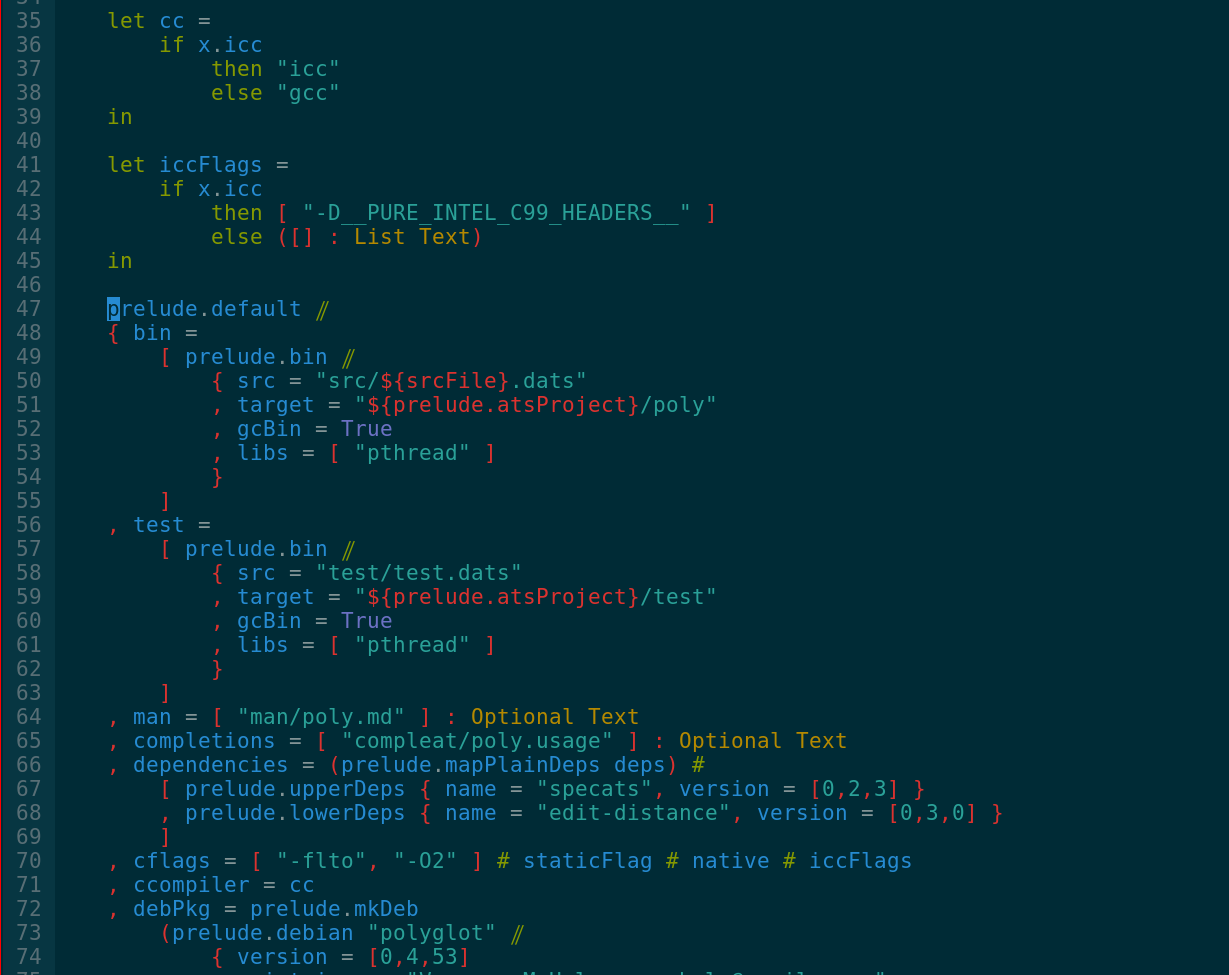 35    let cc =
36        if x.icc
37            then "icc"
38            else "gcc"
39    in
40
41    let iccFlags =
42        if x.icc
43            then [ "-D__PURE_INTEL_C99_HEADERS__" ]
44            else ([] : List Text)
45    in
46
47    prelude.default ⫽
48    { bin =
49        [ prelude.bin ⫽
50            { src = "src/${srcFile}.dats"
51            , target = "${prelude.atsProject}/poly"
52            , gcBin = True
53            , libs = [ "pthread" ]
54            }
55        ]
56    , test =
57        [ prelude.bin ⫽
58            { src = "test/test.dats"
59            , target = "${prelude.atsProject}/test"
60            , gcBin = True
61            , libs = [ "pthread" ]
62            }
63        ]
64    , man = [ "man/poly.md" ] : Optional Text
65    , completions = [ "compleat/poly.usage" ] : Optional Text
66    , dependencies = (prelude.mapPlainDeps deps) #
67        [ prelude.upperDeps { name = "specats", version = [0,2,3] }
68        , prelude.lowerDeps { name = "edit-distance", version = [0,3,0] }
69        ]
70    , cflags = [ "-flto", "-O2" ] # staticFlag # native # iccFlags
71    , ccompiler = cc
72    , debPkg = prelude.mkDeb
73        (prelude.debian "polyglot" ⫽
74            { version = [0,4,53]